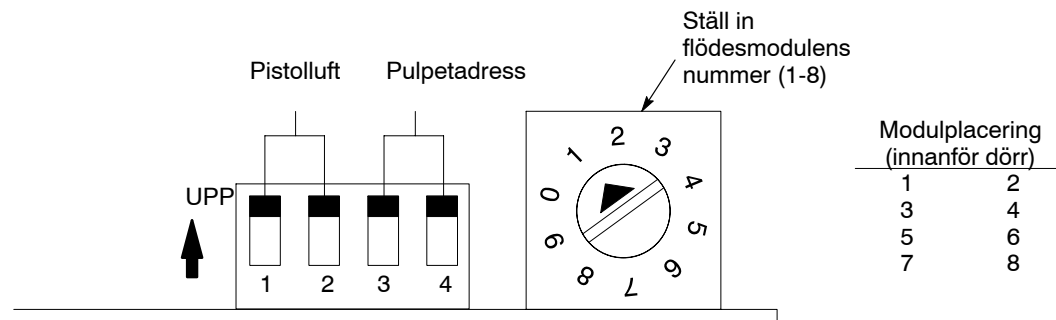 Ställ in
flödesmodulens
nummer (1-8)
Pistolluft
Pulpetadress
UPP
1 2 3 4
0 1 2 3 4 5 6 7 8 9
Modulplacering
(innanför dörr)
1 2
3 4
5 6
7 8